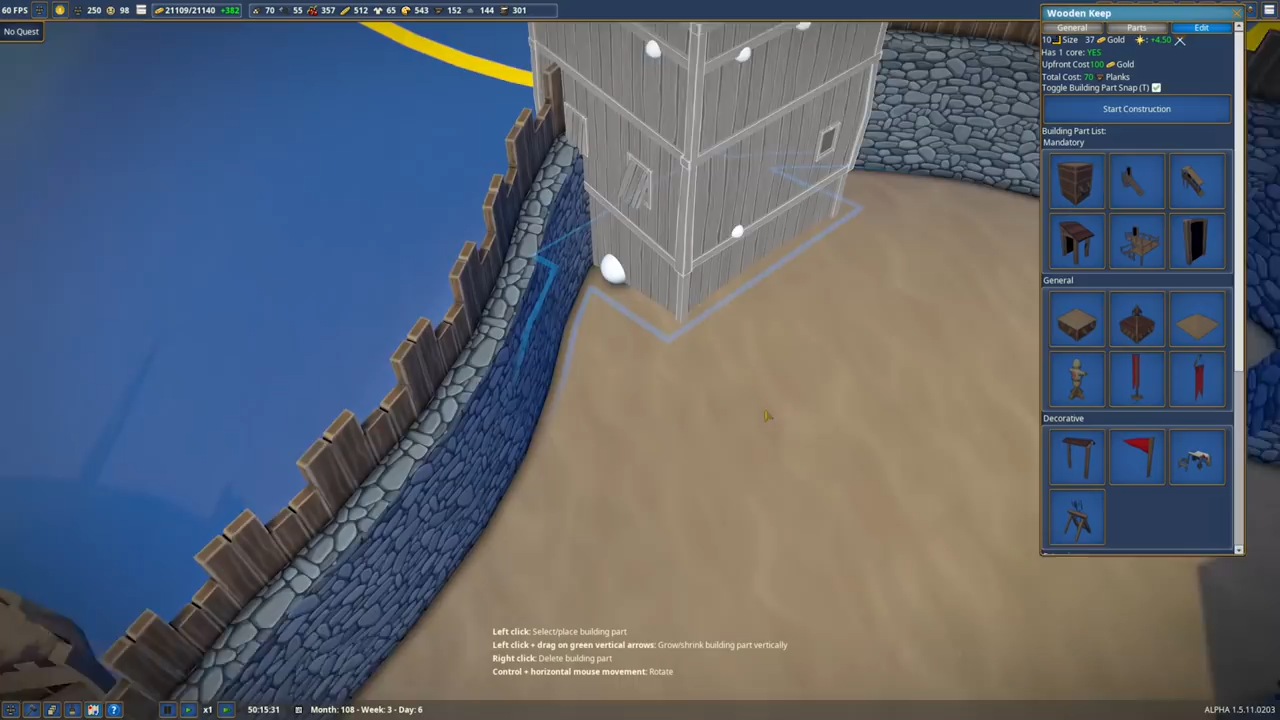 60 FPS 250 98 21109/21140 +382 70 55 357 512 65 543 152 144 301
No Quest
Wooden Keep
General Parts Edit
10 Size 37 Gold : +4.50
Has 1 core: YES
Upfront Cost100 Gold
Total Cost: 70 Planks
Toggle Building Part Snap (T)
Start Construction
Building Part List:
Mandatory
General
Decorative
Left click: Select/place building part
Left click + drag on green vertical arrows: Grow/shrink building part vertically
Right click: Delete building part
Control + horizontal mouse movement: Rotate
x1 50:15:31 Month: 108 - Week: 3 - Day: 6 ALPHA 1.5.11.0203